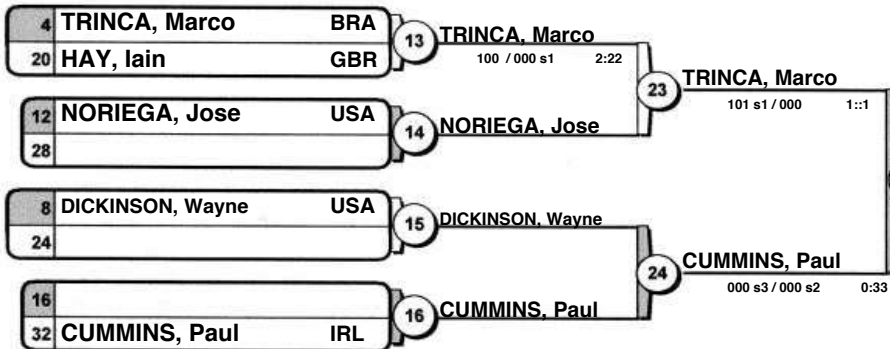 4 TRINCA, Marco BRA
20 HAY, Iain GBR
13 TRINCA, Marco
100 / 000 s1 2:22
12 NORIEGA, Jose USA
28
14 NORIEGA, Jose
23 TRINCA, Marco
101 s1 / 000 1::1
8 DICKINSON, Wayne USA
24
15 DICKINSON, Wayne
16
32 CUMMINS, Paul IRL
16 CUMMINS, Paul
24 CUMMINS, Paul
000 s3 / 000 s2 0:33